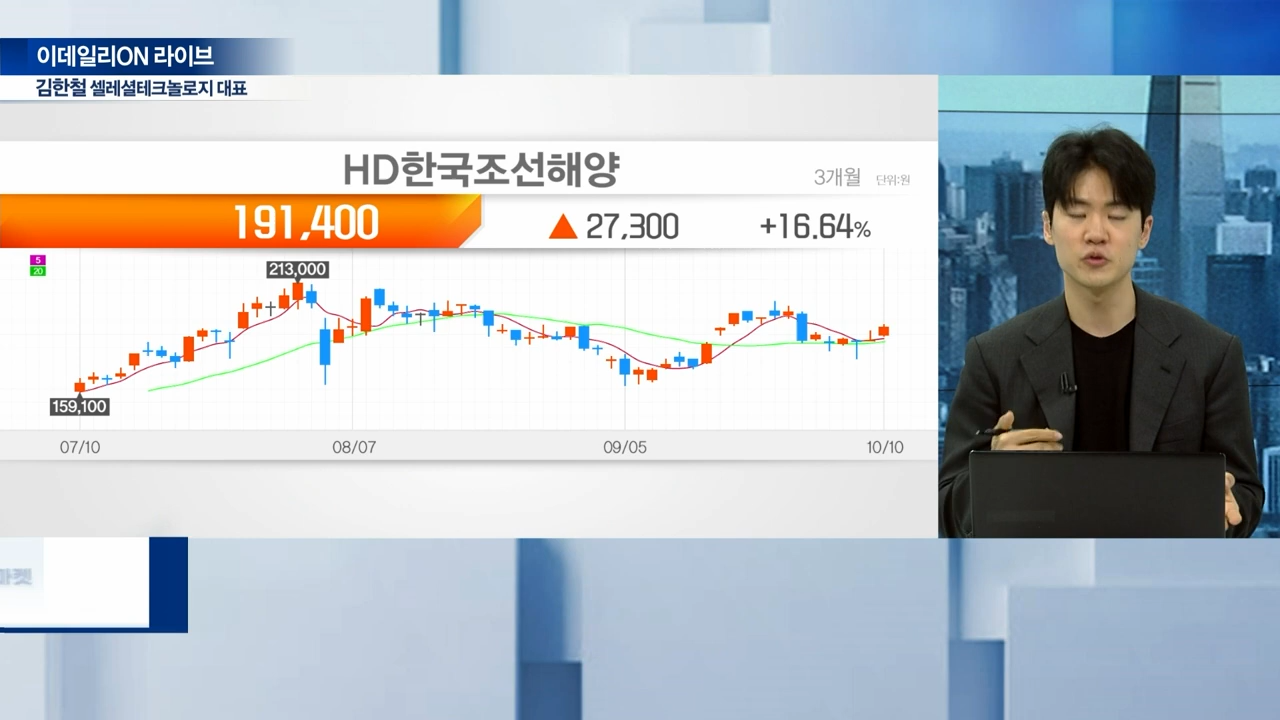 이데일리ON 라이브
김한철 셀레셜테크놀로지 대표
HD한국조선해양
3개월 단위:원
191,400 ▲ 27,300 +16.64%
5
20
213,000
159,100
07/10 08/07 09/05 10/10
마켓